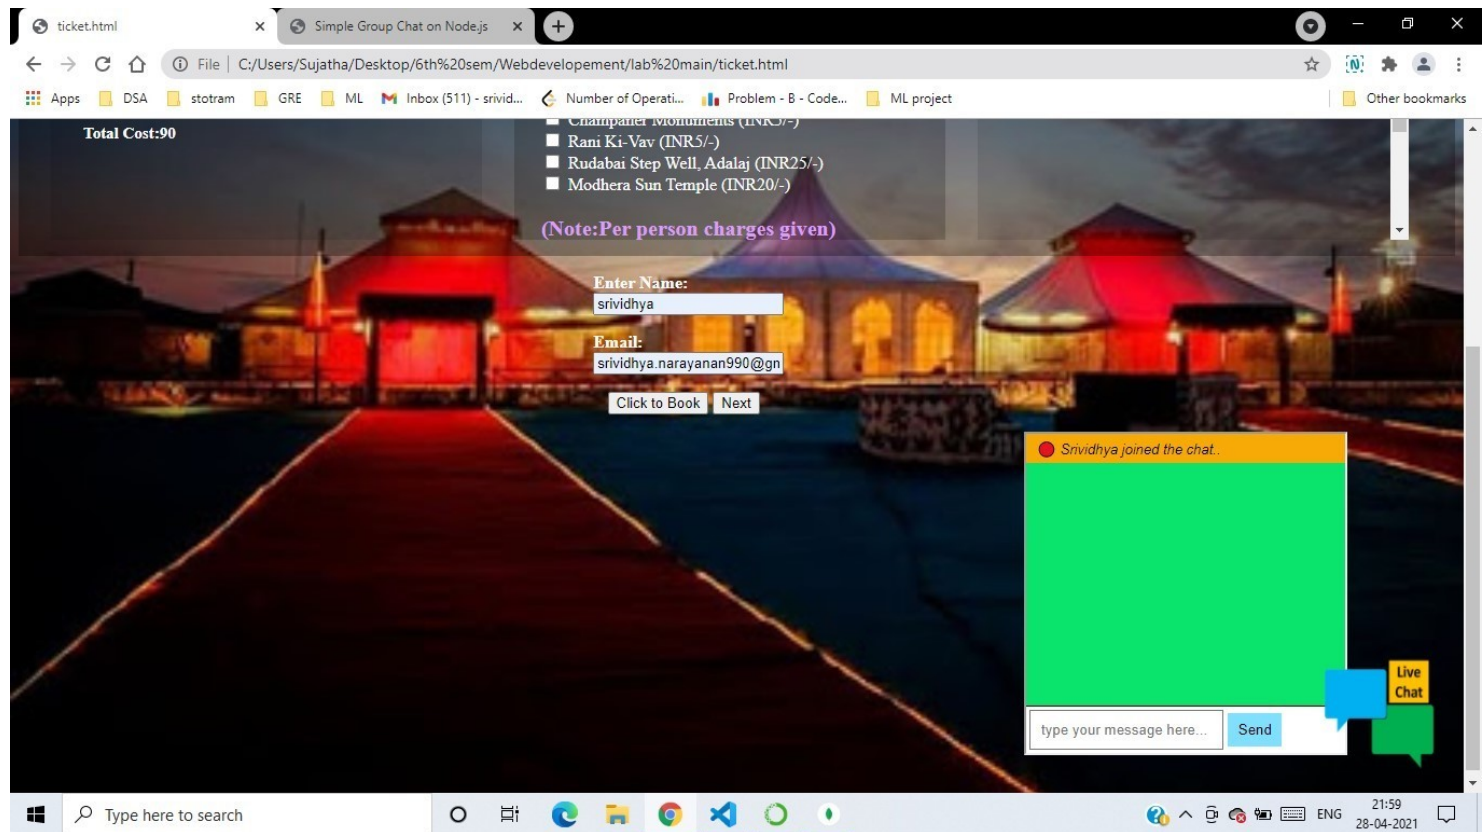 ticket.html
Simple Group Chat on Node.js
File | C:/Users/Sujatha/Desktop/6th%20sem/Webdevelopement/lab%20main/ticket.html
Apps DSA stotram GRE ML Inbox (511) - srivid... Number of Operati... Problem - B - Code... ML project Other bookmarks
Champaner Monuments (INR5/-)
Total Cost:90
Rani Ki-Vav (INR5/-)
Rudabai Step Well, Adalaj (INR25/-)
Modhera Sun Temple (INR20/-)
(Note:Per person charges given)
Enter Name:
srividhya
Email:
srividhya.narayanan990@gn
Click to Book Next
Srividhya joined the chat..
Live
Chat
type your message here... Send
Type here to search
ENG
21:59
28-04-2021